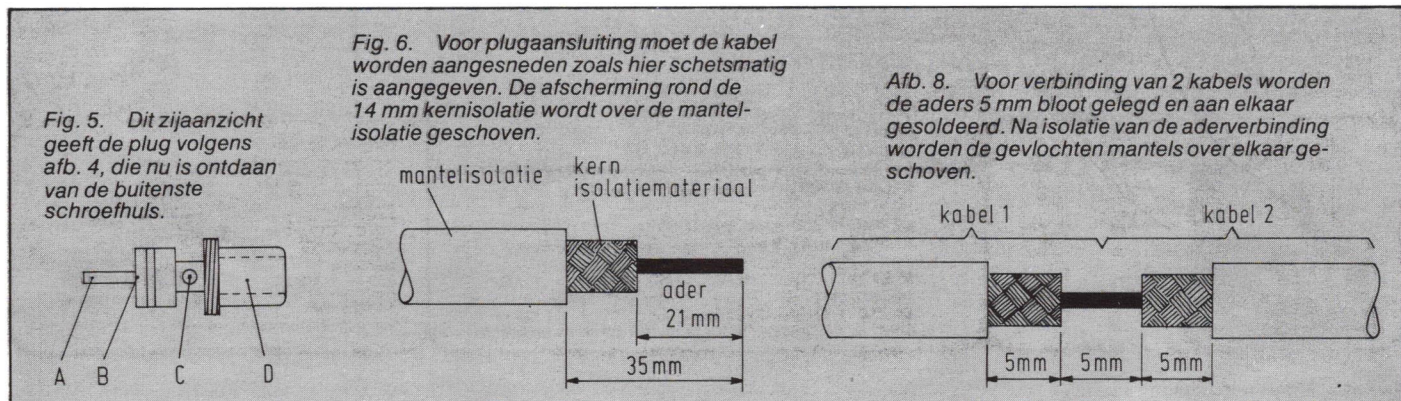 Fig. 5. Dit zijaanzicht
geeft de plug volgens
afb. 4, die nu is ontdaan
van de buitenste
schroefhuls.
A B C D
Fig. 6. Voor plugaansluiting moet de kabel
worden aangesneden zoals hier schetsmatig
is aangegeven. De afscherming rond de
14 mm kernisolatie wordt over de mantel-
isolatie geschoven.
mantelisolatie
kern
isolatiemateriaal
ader
21mm
35mm
Afb. 8. Voor verbinding van 2 kabels worden
de aders 5 mm bloot gelegd en aan elkaar
gesoldeerd. Na isolatie van de aderverbinding
worden de gevlochten mantels over elkaar ge-
schoven.
kabel 1
kabel 2
5mm 5mm 5mm